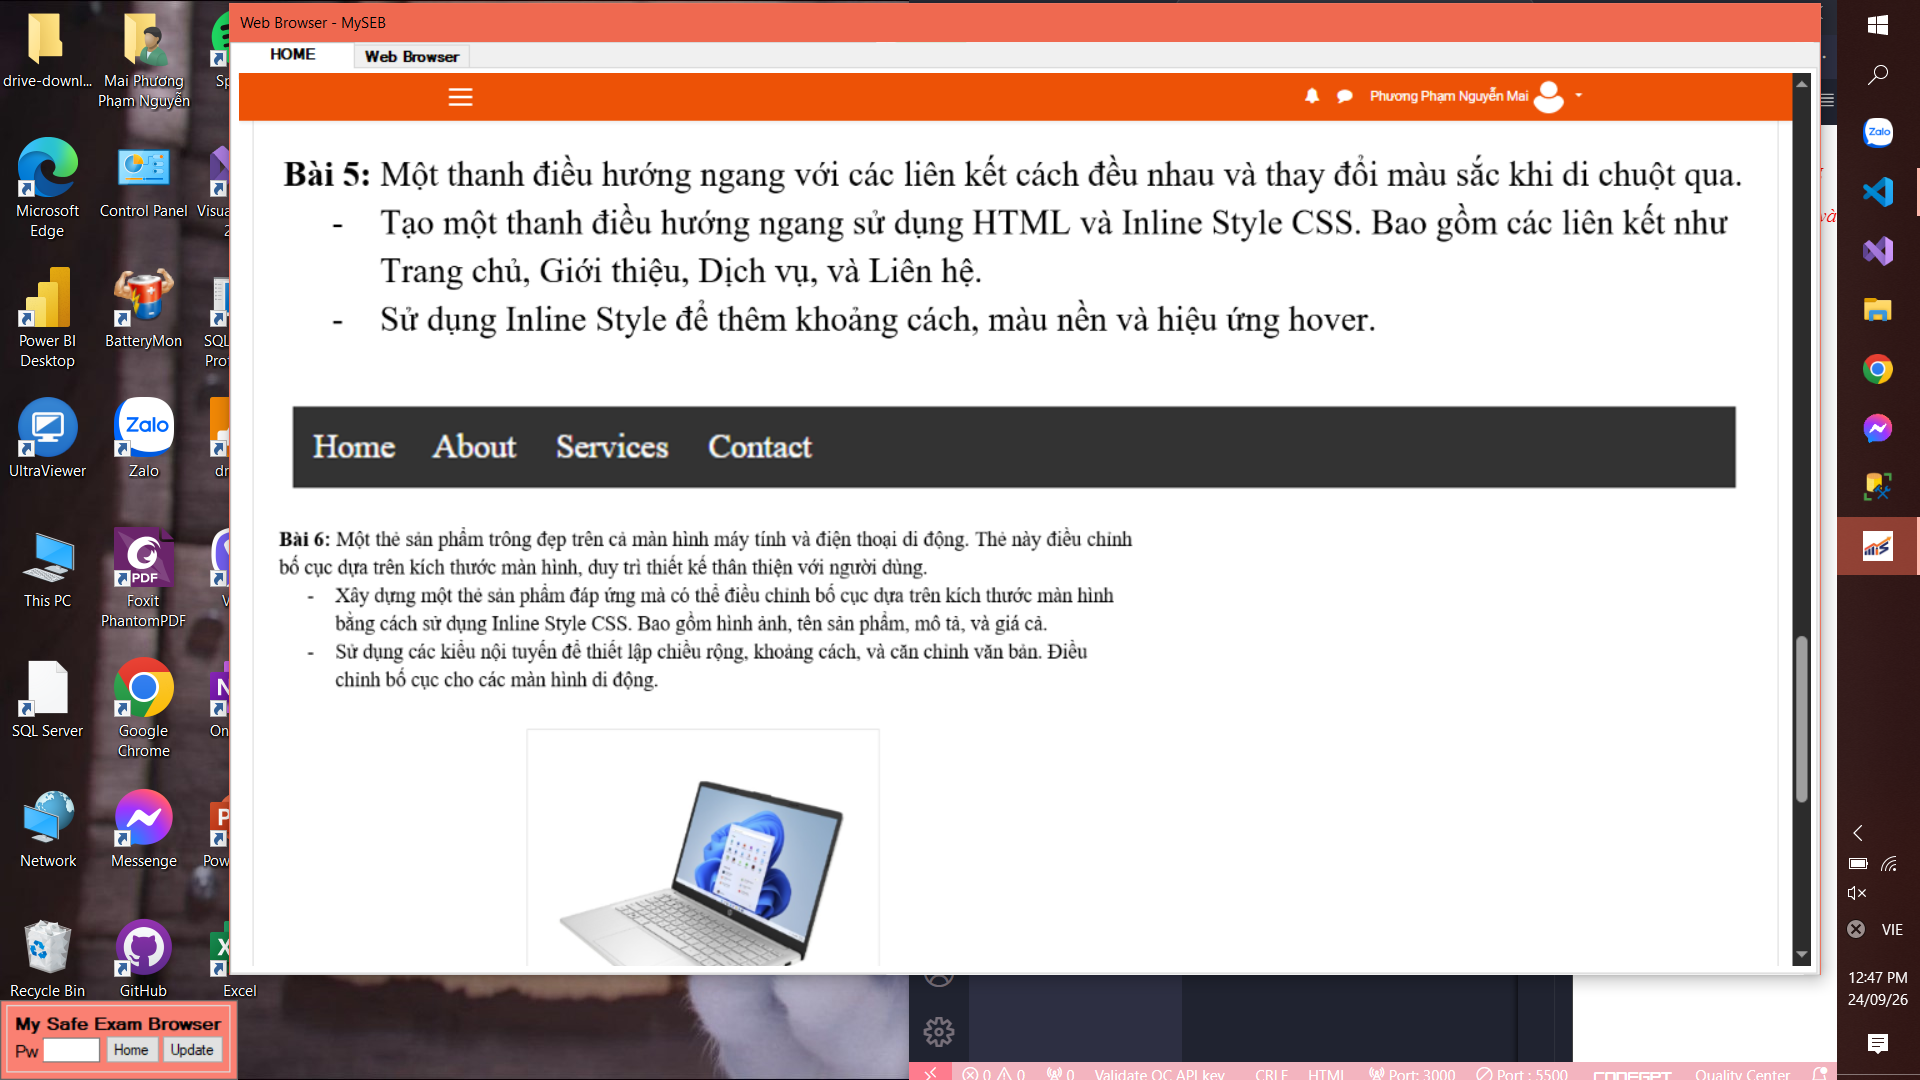 Web Browser - MySEB
HOME
Web Browser
Phương Phạm Nguyễn Mai
Bài 5: Một thanh điều hướng ngang với các liên kết cách đều nhau và thay đổi màu sắc khi di chuột qua.
- Tạo một thanh điều hướng ngang sử dụng HTML và Inline Style CSS. Bao gồm các liên kết như
Trang chủ, Giới thiệu, Dịch vụ, và Liên hệ.
- Sử dụng Inline Style để thêm khoảng cách, màu nền và hiệu ứng hover.
Home About Services Contact
Bài 6: Một thẻ sản phẩm trông đẹp trên cả màn hình máy tính và điện thoại di động. Thẻ này điều chỉnh
bố cục dựa trên kích thước màn hình, duy trì thiết kế thân thiện với người dùng.
- Xây dựng một thẻ sản phẩm đáp ứng mà có thể điều chỉnh bố cục dựa trên kích thước màn hình
bằng cách sử dụng Inline Style CSS. Bao gồm hình ảnh, tên sản phẩm, mô tả, và giá cả.
- Sử dụng các kiểu nội tuyến để thiết lập chiều rộng, khoảng cách, và căn chỉnh văn bản. Điều
chỉnh bố cục cho các màn hình di động.
drive-downl...
Mai Phương
Phạm Nguyễn
Sp
Microsoft
Edge
Control Panel
Visua
2
Power BI
Desktop
BatteryMon
SQL
Pro
UltraViewer
Zalo
Zalo
dr
This PC
PDF
Foxit
PhantomPDF
V
SQL Server
Google
Chrome
On
Network
Messenge
Pow
Recycle Bin
GitHub
Excel
My Safe Exam Browser
Pw
Home
Update
và
Zalo
VIE
12:47 PM
24/09/26
0 0 0 Validate OC API key CRLF HTML Port: 3000 Port : 5500 CODEGPT Quality Center